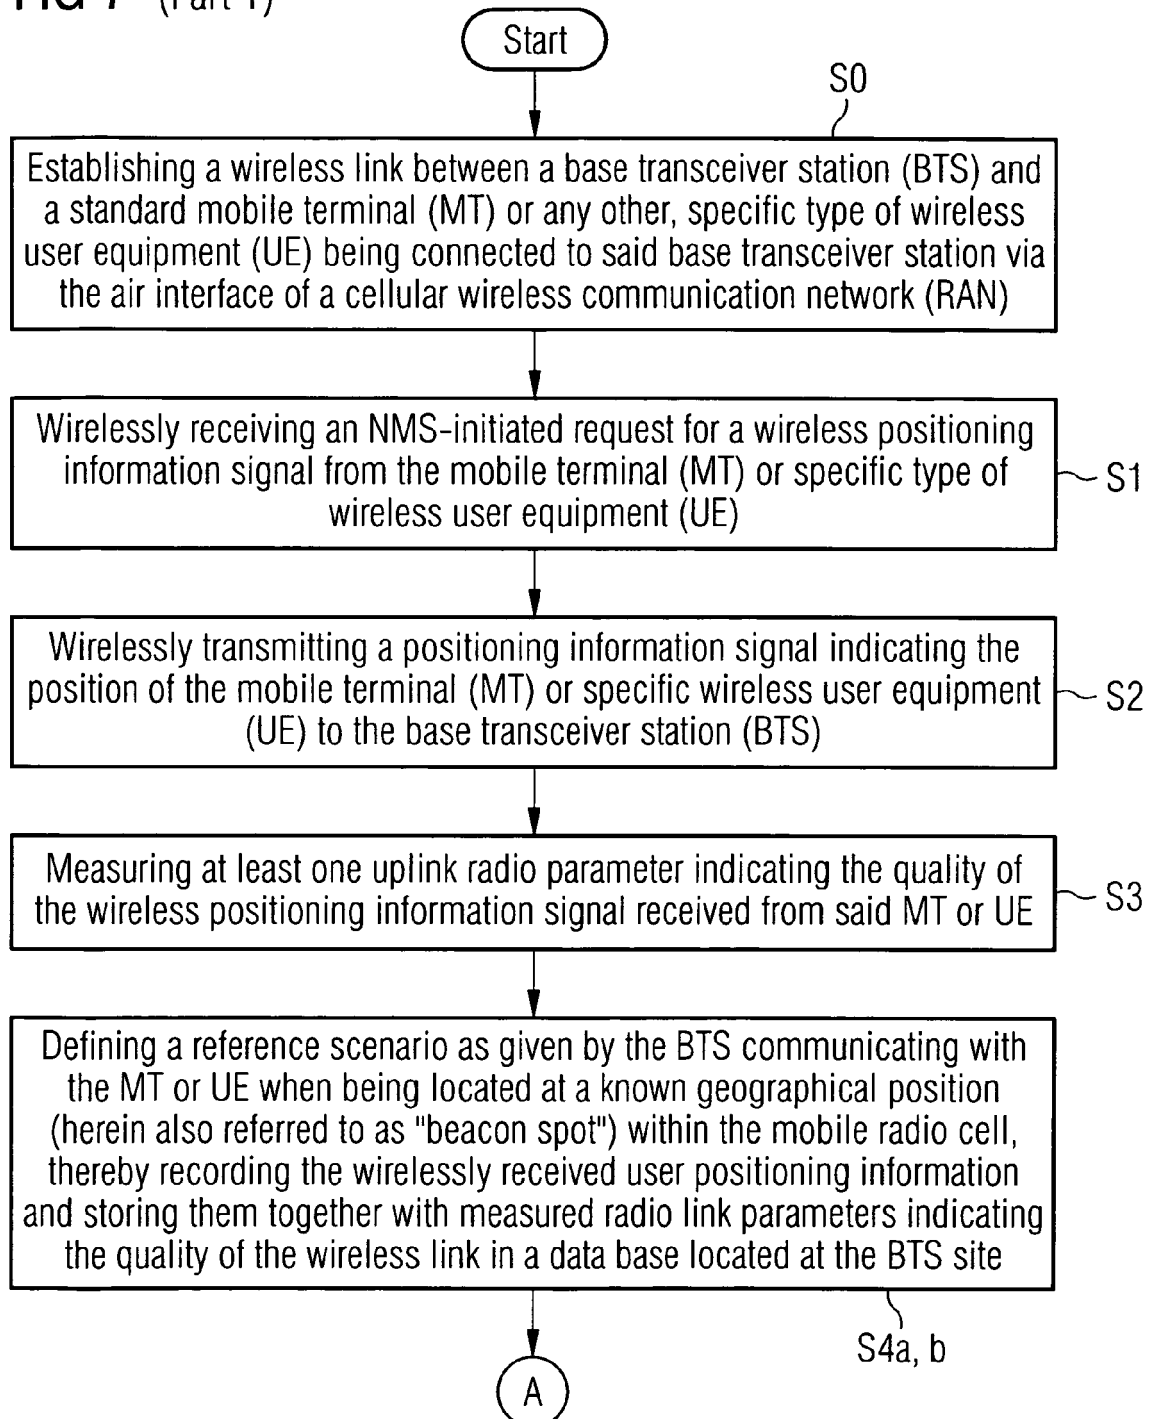 (Part 1)
Start
S0
Establishing a wireless link between a base transceiver station (BTS) and
a standard mobile terminal (MT) or any other, specific type of wireless
user equipment (UE) being connected to said base transceiver station via
the air interface of a cellular wireless communication network (RAN)
Wirelessly receiving an NMS-initiated request for a wireless positioning
information signal from the mobile terminal (MT) or specific type of
wireless user equipment (UE)
S1
Wirelessly transmitting a positioning information signal indicating the
position of the mobile terminal (MT) or specific wireless user equipment
(UE) to the base transceiver station (BTS)
S2
Measuring at least one uplink radio parameter indicating the quality of
the wireless positioning information signal received from said MT or UE
S3
Defining a reference scenario as given by the BTS communicating with
the MT or UE when being located at a known geographical position
(herein also referred to as "beacon spot") within the mobile radio cell,
thereby recording the wirelessly received user positioning information
and storing them together with measured radio link parameters indicating
the quality of the wireless link in a data base located at the BTS site
S4a, b
A